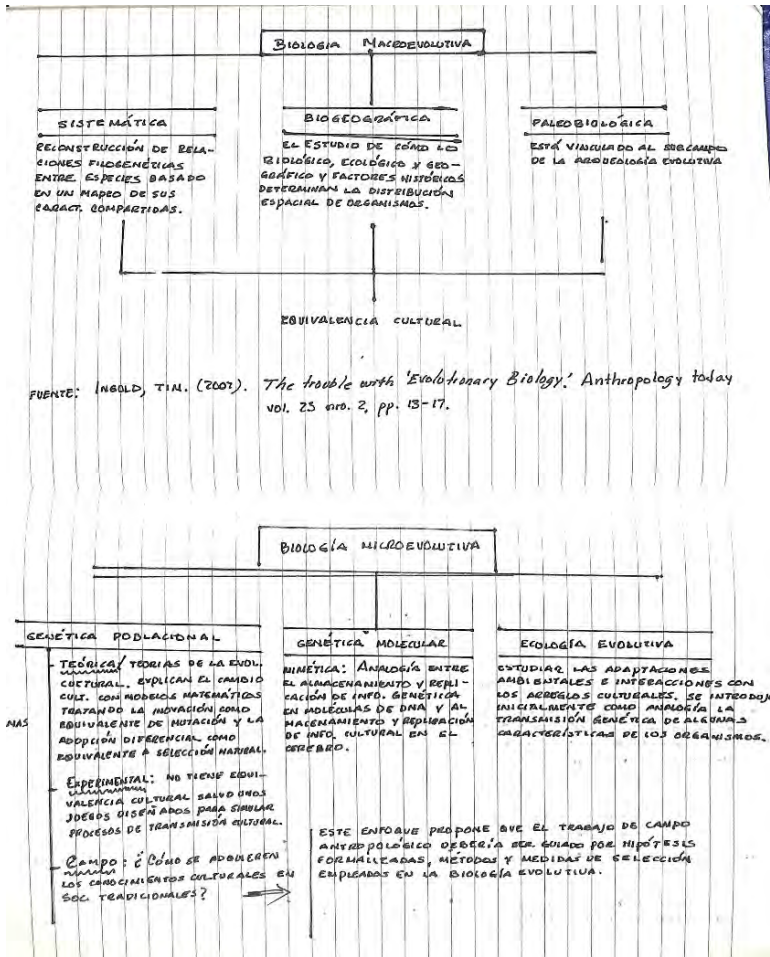 BIOLOGIA MACROEVOLUTIVA
SISTEMÁTICA
RECONSTRUCCIÓN DE RELA-
CIONES FILOGENÉTICAS
ENTRE ESPECIES BASADO
EN UN MAPEO DE SUS
CARACT. COMPARTIDAS.
BIOGEOGRÁFICA
EL ESTUDIO DE CÓMO LO
BIOLÓGICO, ECOLÓGICO Y GEO-
GRÁFICO Y FACTORES HISTÓRICOS
DETERMINAN LA DISTRIBUCIÓN
ESPACIAL DE ORGANISMOS.
PALEOBIOLÓGICA
ESTÁ VINCULADO AL SUBCAMPO
DE LA ARQUEOLOGÍA EVOLUTIVA
EQUIVALENCIA CULTURAL
FUENTE: INGOLD, TIM. (2007). The trouble with 'Evolutionary Biology'. Anthropology today
vol. 23 nro. 2, pp. 13-17.
BIOLOGÍA MICROEVOLUTIVA
GENÉTICA POBLACIONAL
- TEÓRICA/ TEORIAS DE LA EVOL.
CULTURAL. EXPLICAN EL CAMBIO
CULT. CON MODELOS MATEMÁTICOS
TRATANDO LA INOVACIÓN COMO
EQUIVALENTE DE MUTACIÓN Y LA
ADOPCIÓN DIFERENCIAL COMO
EQUIVALENTE A SELECCIÓN NATURAL.
NAS
- EXPERIMENTAL: NO TIENE EQUI-
VALENCIA CULTURAL SALVO UNOS
JUEGOS DISEÑADOS PARA SIMULAR
PROCESOS DE TRANSMISIÓN CULTURAL.
- CAMPO: ¿CÓMO SE ADQUIEREN
LOS CONOCIMIENTOS CULTURALES EN
SOC. TRADICIONALES?
GENÉTICA MOLECULAR
MIMÉTICA: ANALOGÍA ENTRE
EL ALMACENAMIENTO Y REPLI-
CACIÓN DE INFO. GENÉTICA
EN MOLÉCULAS DE DNA Y AL
MACENAMIENTO Y REPLICACIÓN
DE INFO. CULTURAL EN EL
CEREBRO.
ECOLOGÍA EVOLUTIVA
ESTUDIAR LAS ADAPTACIONES
AMBIENTALES E INTERACCIONES CON
LOS ARREGLOS CULTURALES. SE INTRODUJ
INICIALMENTE COMO ANALOGÍA LA
TRANSMISIÓN GENÉTICA DE ALGUNAS
CARACTERÍSTICAS DE LOS ORGANISMOS.
ESTE ENFOQUE PROPONE QUE EL TRABAJO DE CAMPO
ANTROPOLÓGICO DEBERÍA SER GUIADO POR HIPÓTESIS
FORMALIZADAS, MÉTODOS Y MEDIDAS DE SELECCIÓN
EMPLEADAS EN LA BIOLOGÍA EVOLUTIVA.